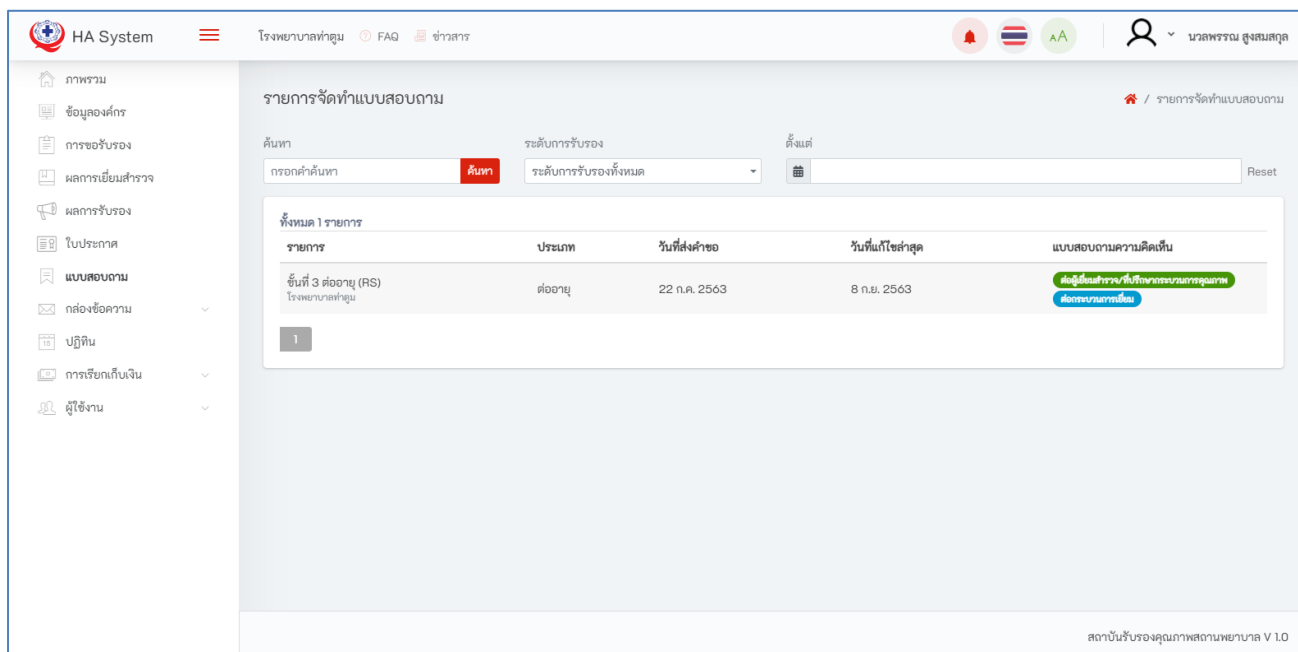 HA System
โรงพยาบาลท่าตูม FAQ ข่าวสาร
AA
นวลพรรณ สูงสมสกุล
ภาพรวม
ข้อมูลองค์กร
การขอรับรอง
ผลการเยี่ยมสำรวจ
ผลการรับรอง
ใบประกาศ
แบบสอบถาม
กล่องข้อความ
ปฏิทิน
การเรียกเก็บเงิน
ผู้ใช้งาน
รายการจัดทำแบบสอบถาม
/ รายการจัดทำแบบสอบถาม
ค้นหา ระดับการรับรอง ตั้งแต่
กรอกคำค้นหา ค้นหา ระดับการรับรองทั้งหมด Reset
ทั้งหมด 1 รายการ
รายการ ประเภท วันที่ส่งคำขอ วันที่แก้ไขล่าสุด แบบสอบถามความคิดเห็น
ขั้นที่ 3 ต่ออายุ (RS) ต่ออายุ 22 ก.ค. 2563 8 ก.ย. 2563 ต่อผู้เยี่ยมสำรวจ/ที่ปรึกษากระบวนการคุณภาพ
โรงพยาบาลท่าตูม ต่อกระบวนการเยี่ยม
1
สถาบันรับรองคุณภาพสถานพยาบาล V 1.0